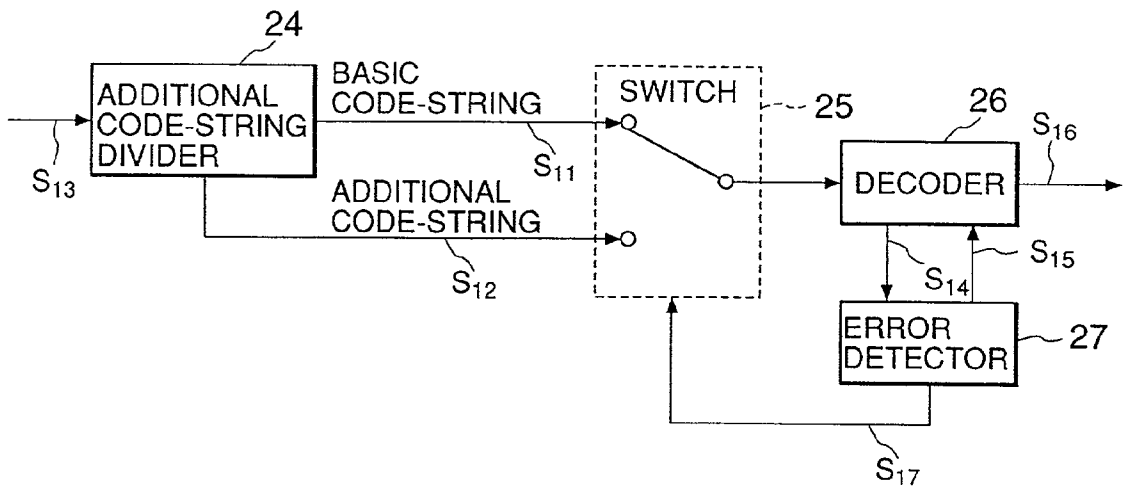 24
ADDITIONAL
CODE-STRING
DIVIDER
S13
BASIC
CODE-STRING
S11
ADDITIONAL
CODE-STRING
S12
SWITCH
25
26
DECODER
S16
S14
S15
ERROR
DETECTOR
27
S17